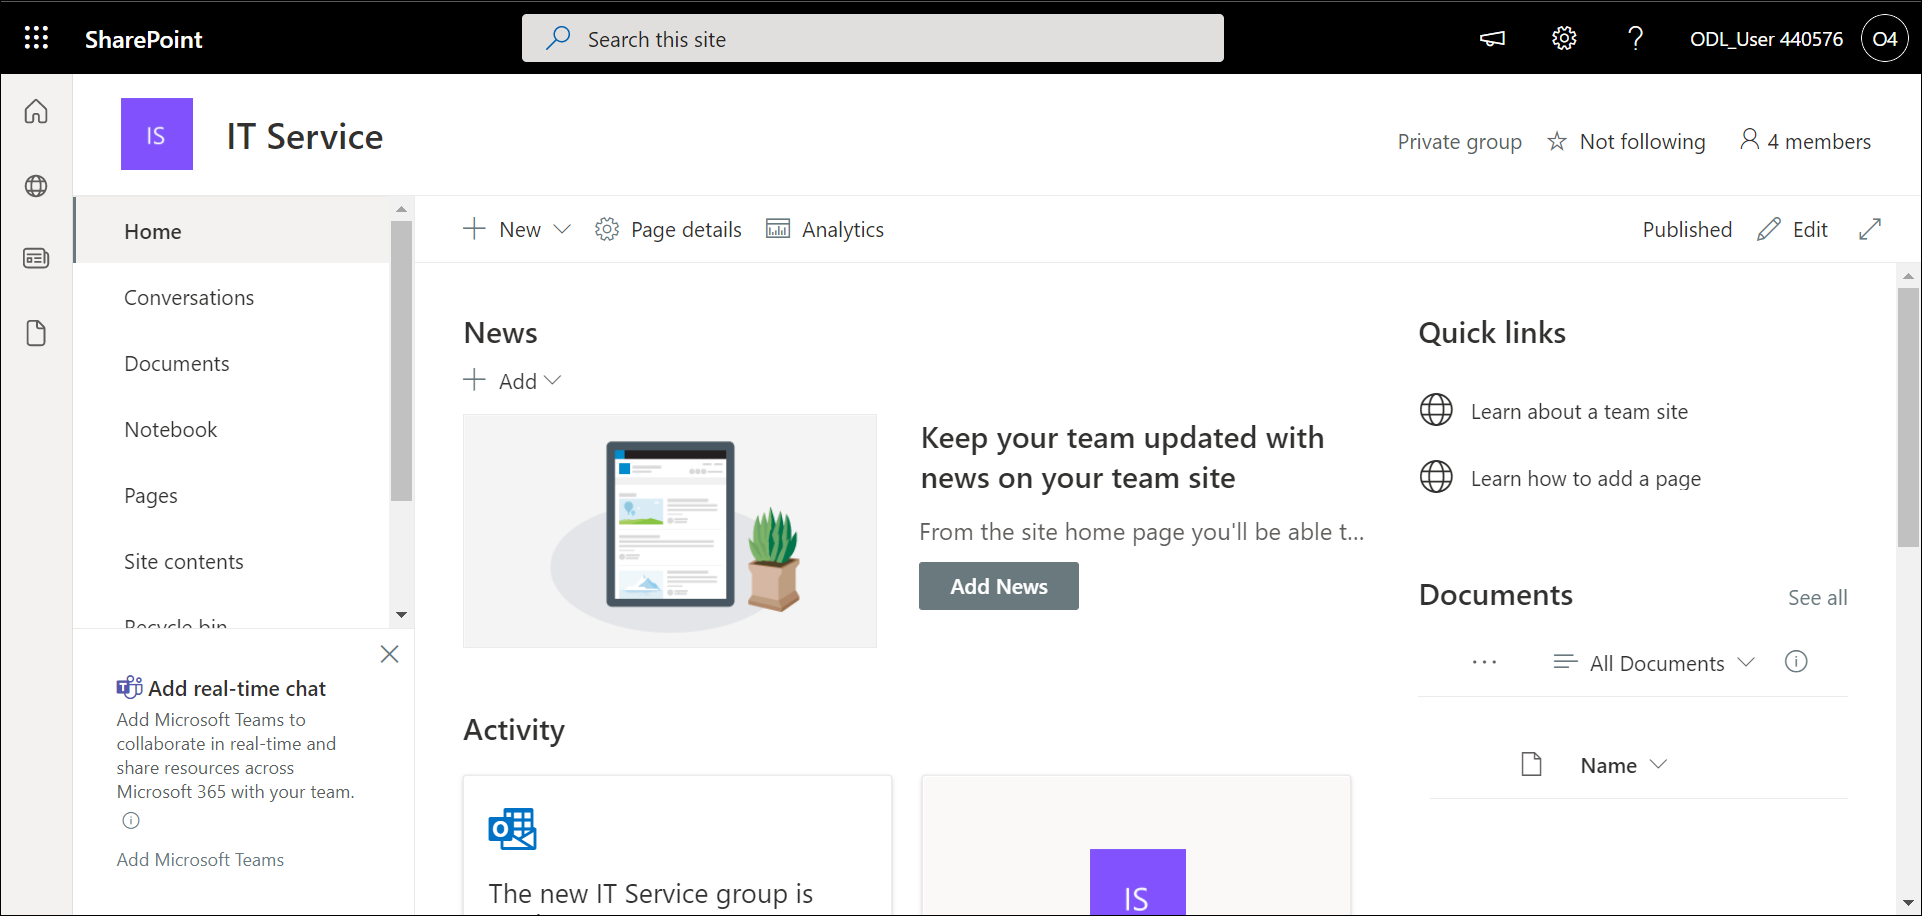 SharePoint
Search this site
ODL_User 440576
O4
IS
IT Service
Private group
Not following
4 members
Home
Conversations
Documents
Notebook
Pages
Site contents
Recycle bin
New
Page details
Analytics
Published
Edit
News
Add
Keep your team updated with
news on your team site
From the site home page you'll be able t...
Add News
Quick links
Learn about a team site
Learn how to add a page
Documents
See all
All Documents
Name
Add real-time chat
Add Microsoft Teams to
collaborate in real-time and
share resources across
Microsoft 365 with your team.
Add Microsoft Teams
Activity
The new IT Service group is
IS